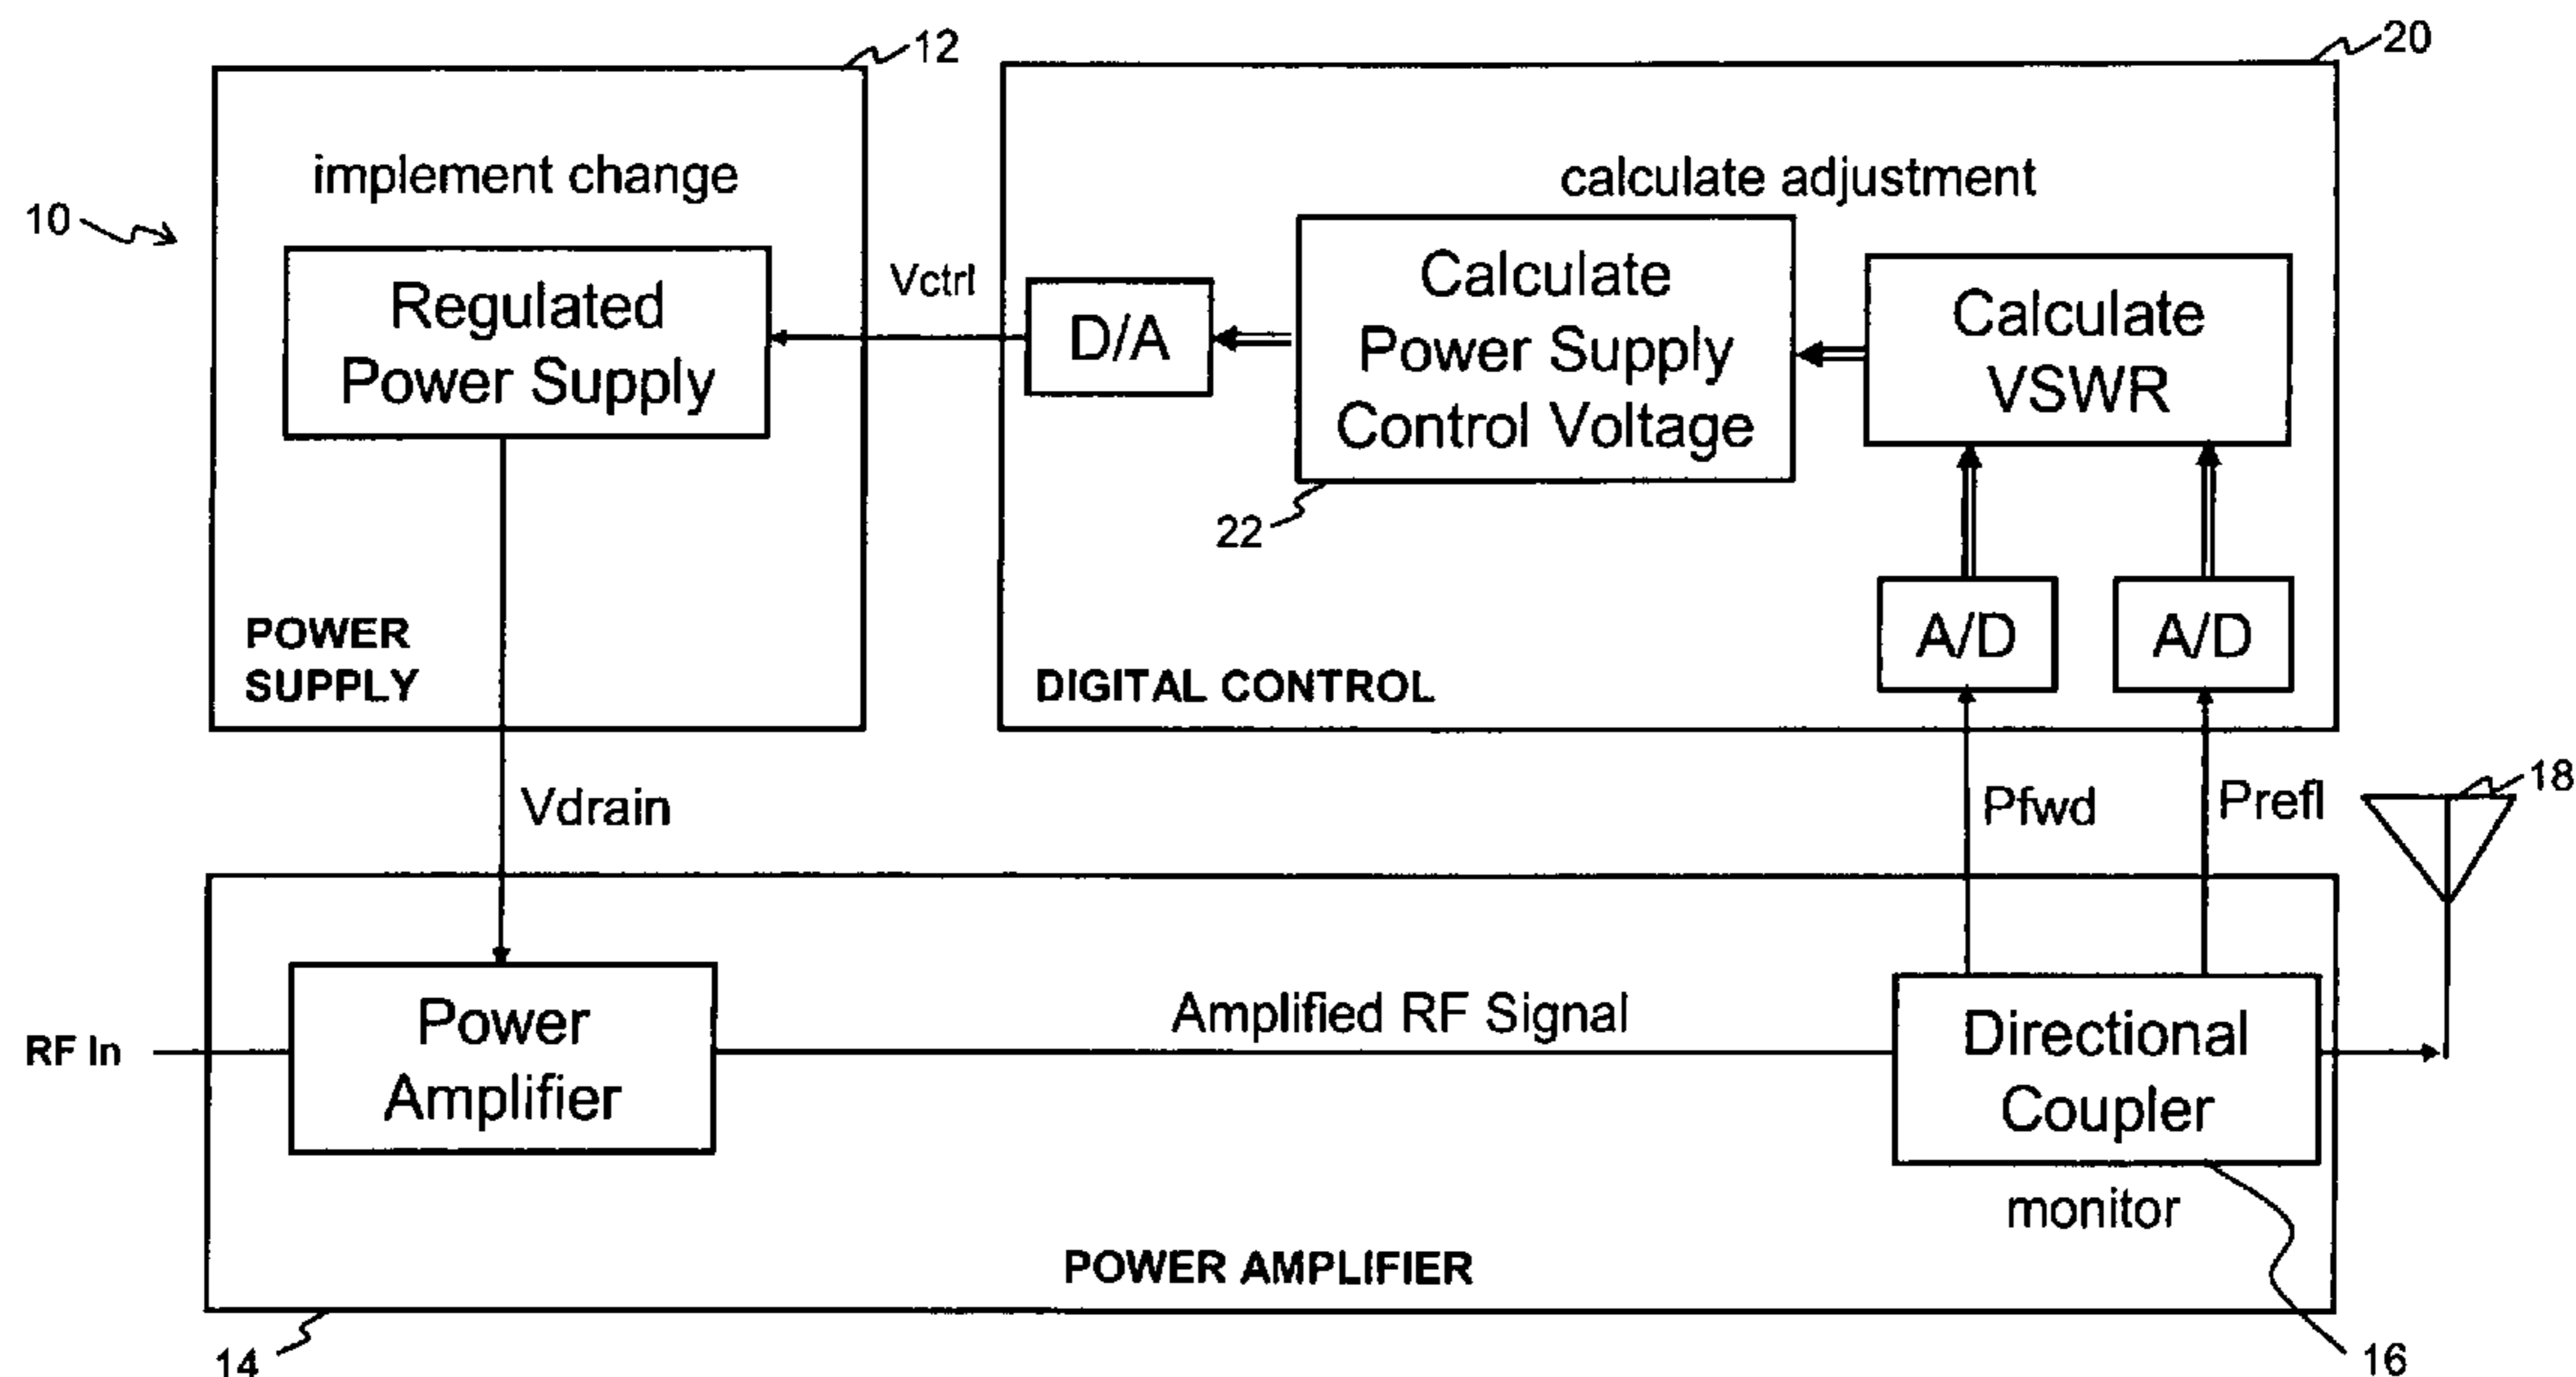 12
20
implement change
calculate adjustment
10
Regulated
Power Supply
Vctrl
D/A
Calculate
Power Supply
Control Voltage
Calculate
VSWR
22
A/D
A/D
POWER
SUPPLY
DIGITAL CONTROL
Vdrain
Pfwd
Prefl
18
RF In
Power
Amplifier
Amplified RF Signal
Directional
Coupler
monitor
POWER AMPLIFIER
14
16